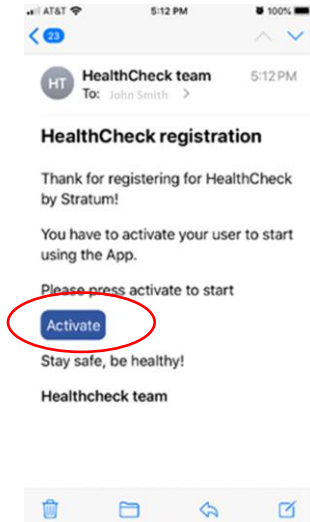 AT&T 5:12 PM 100%
23
HT HealthCheck team 5:12 PM
To: John Smith >
HealthCheck registration
Thank for registering for HealthCheck
by Stratum!
You have to activate your user to start
using the App.
Please press activate to start
Activate
Stay safe, be healthy!
Healthcheck team